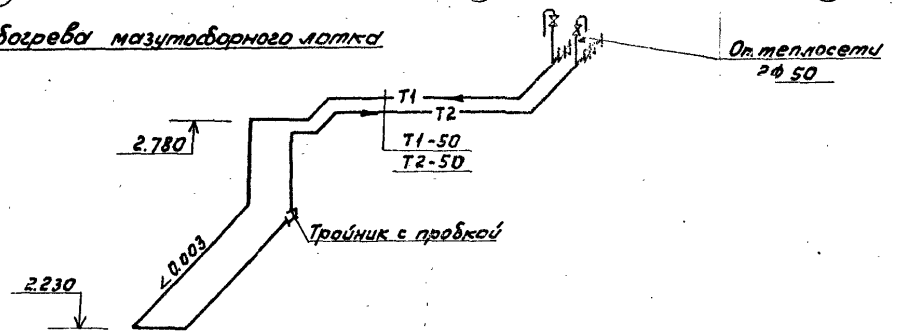 богрева мазутосборного лотка
От теплосети
2ф 50
Т1
Т2
2.780
Т1-50
Т2-50
Тройник с пробкой
<0.003
2.230